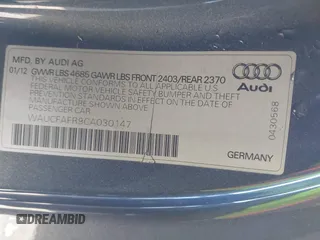 MFD. BY AUDI AG
01/12 GVWR LBS 4685 GAWR LBS FRONT 2403/REAR 2370
THIS VEHICLE CONFORMS TO ALL APPLICABLE
FEDERAL MOTOR VEHICLE SAFETY, BUMPER AND THEFT
PREVENTION STANDARDS IN EFFECT ON THE DATE OF
MANUFACTURE SHOWN ABOVE.
PASSENGER CAR
WAUCFAFR9CA030147
Audi
0430568
GERMANY
DREAMBID